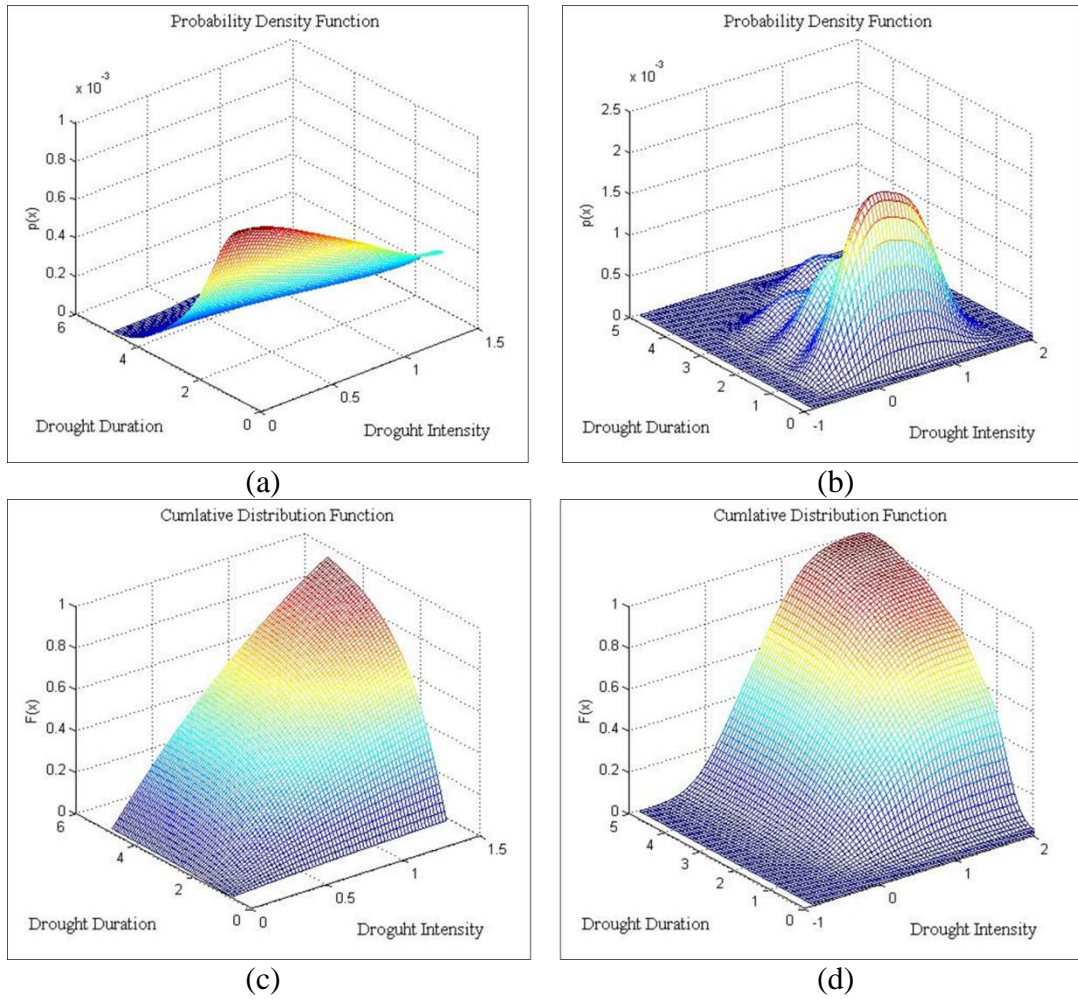 Probability Density Function
x 10^-3
1
0.8
0.6
0.4
0.2
0
p(x)
6
4
2
0
0
0.5
1
1.5
Drought Duration
Droguht Intensity
(a)
Probability Density Function
x 10^-3
2.5
2
1.5
1
0.5
0
p(x)
5
4
3
2
1
0
-1
0
1
2
Drought Duration
Drought Intensity
(b)
Cumlative Distribution Function
1
0.8
0.6
0.4
0.2
0
F(x)
6
4
2
0
0
0.5
1
1.5
Drought Duration
Droguht Intensity
(c)
Cumlative Distribution Function
1
0.8
0.6
0.4
0.2
0
F(x)
5
4
3
2
1
0
-1
0
1
2
Drought Duration
Drought Intensity
(d)